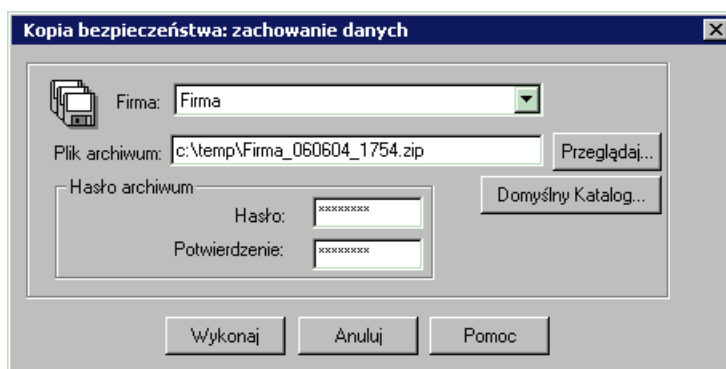 Kopia bezpieczeństwa: zachowanie danych
Firma: Firma
Plik archiwum: c:\temp\Firma_060604_1754.zip Przeglądaj...
Hasło archiwum
Domyślny Katalog...
Hasło: ********
Potwierdzenie: ********
Wykonaj Anuluj Pomoc